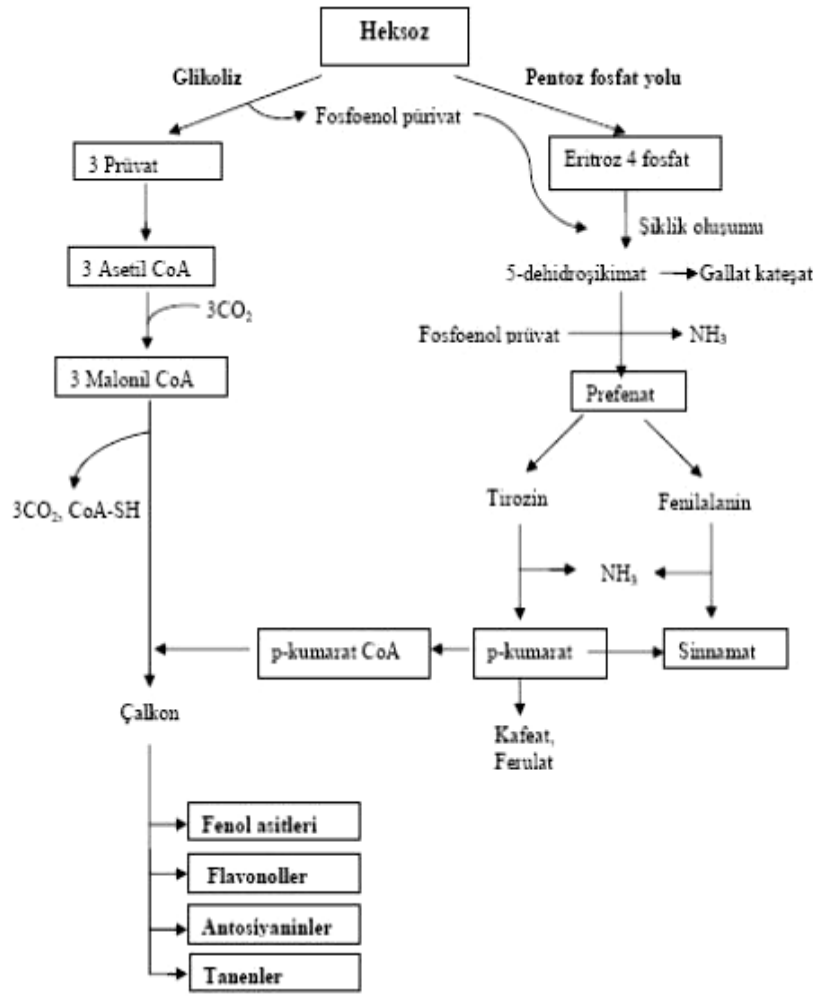 Heksoz
Glikoliz
Pentoz fosfat yolu
Fosfoenol pürivat
3 Prüvat
Eritroz 4 fosfat
Şiklik oluşumu
3 Asetil CoA
5-dehidroşikimat
Gallat kateşat
3CO₂
Fosfoenol prüvat
NH₃
3 Malonil CoA
Prefenat
3CO₂, CoA-SH
Tirozin
Fenilalanin
NH₃
p-kumarat CoA
p-kumarat
Sinnamat
Çalkon
Kafeat,
Ferulat
Fenol asitleri
Flavonoller
Antosiyaninler
Tanenler